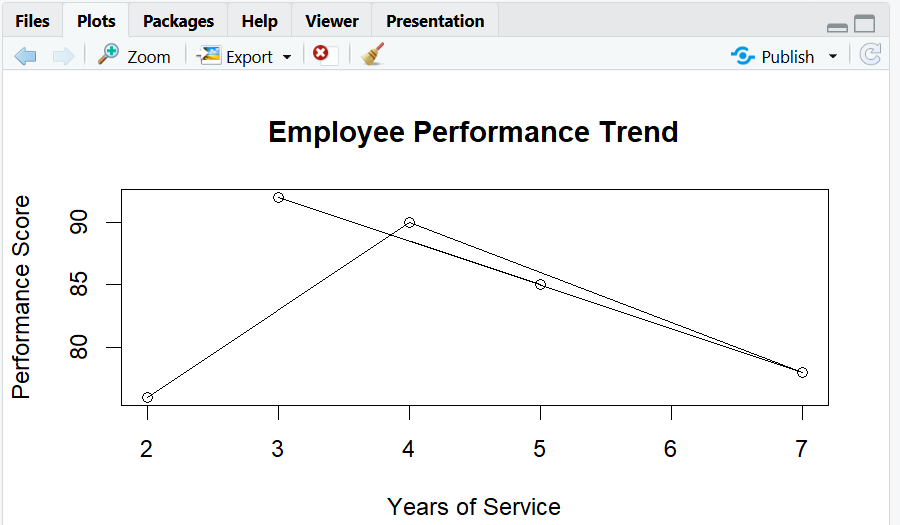 Files Plots Packages Help Viewer Presentation
Zoom Export Publish
Employee Performance Trend
Performance Score
90
85
80
2 3 4 5 6 7
Years of Service